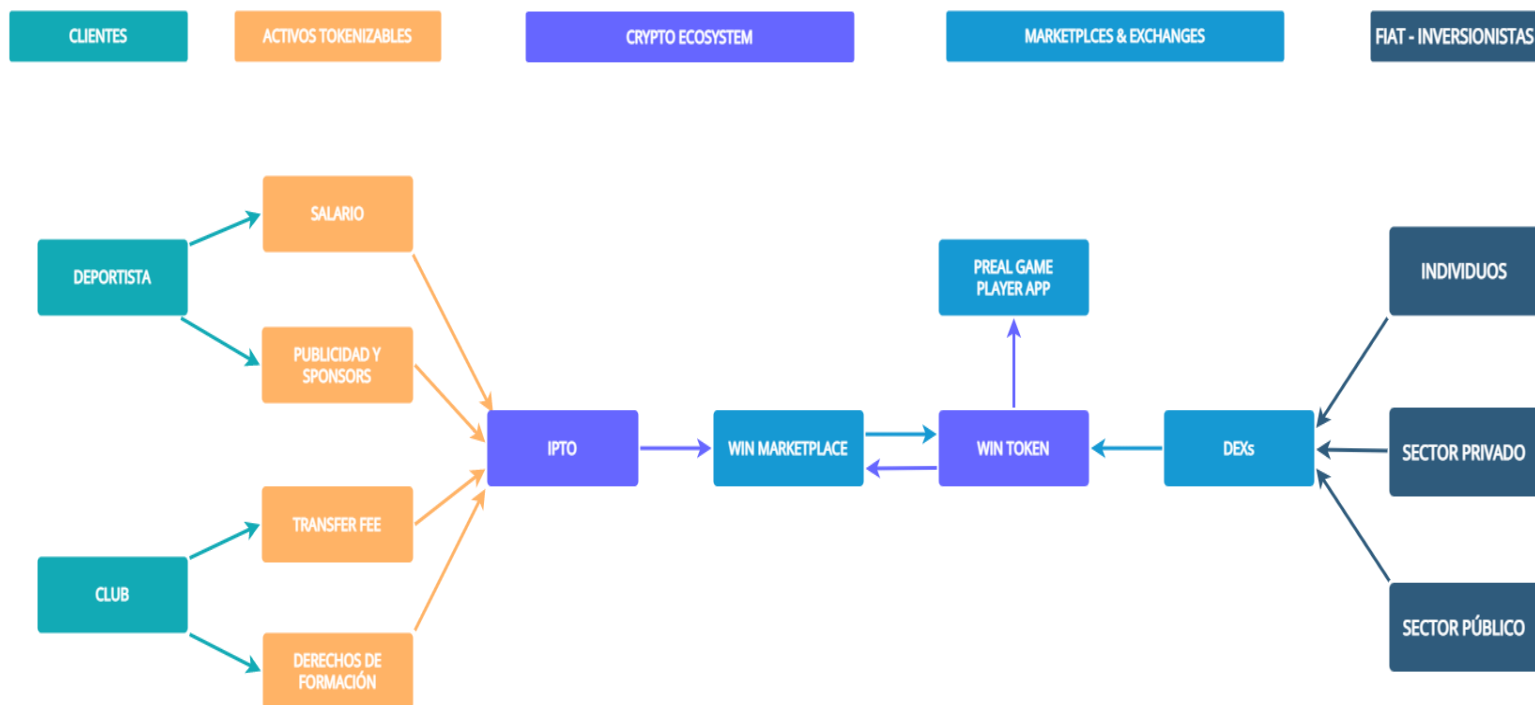 CLIENTES
ACTIVOS TOKENIZABLES
CRYPTO ECOSYSTEM
MARKETPLCES & EXCHANGES
FIAT - INVERSIONISTAS
SALARIO
DEPORTISTA
PREAL GAME
PLAYER APP
INDIVIDUOS
PUBLICIDAD Y
SPONSORS
IPTO
WIN MARKETPLACE
WIN TOKEN
DEXs
SECTOR PRIVADO
TRANSFER FEE
CLUB
SECTOR PÚBLICO
DERECHOS DE
FORMACIÓN